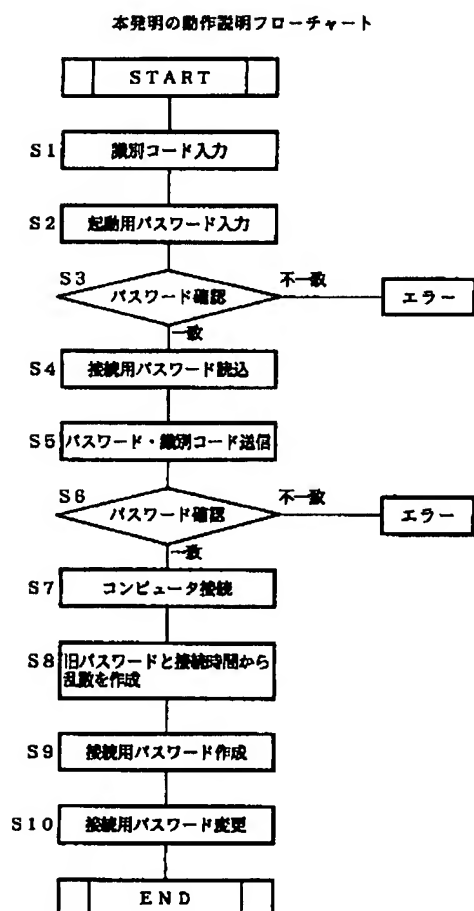 本発明の動作説明フローチャート
START
S1 識別コード入力
S2 起動用パスワード入力
S3 パスワード確認 不一致 エラー
一致
S4 接続用パスワード読込
S5 パスワード・識別コード送信
S6 パスワード確認 不一致 エラー
一致
S7 コンピュータ接続
S8 旧パスワードと接続時間から
乱数を作成
S9 接続用パスワード作成
S10 接続用パスワード変更
END